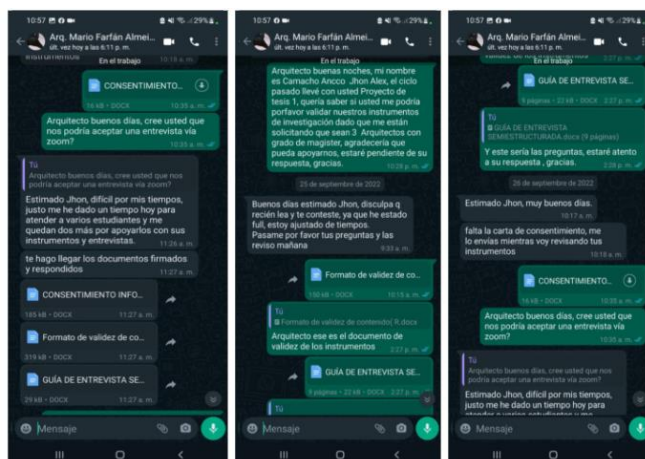 10:57
29%
Arq. Mario Farfán Almei...
últ. vez hoy a las 6:11 p. m.
instrumentos
10:18 a. m.
En el trabajo
CONSENTIMIENTO...
16 kB • DOCX
10:35 a. m.
Arquitecto buenos días, cree usted que
nos podría aceptar una entrevista vía
zoom?
10:35 a. m.
Tú
Arquitecto buenos días, cree usted que nos
podría aceptar una entrevista vía zoom?
Estimado Jhon, difícil por mis tiempos,
justo me he dado un tiempo hoy para
atender a varios estudiantes y me
quedan dos más por apoyarlos con sus
instrumentos y entrevistas.
11:26 a. m.
te hago llegar los documentos firmados
y respondidos
11:27 a. m.
CONSENTIMIENTO INFO...
185 kB • DOCX
11:27 a. m.
Formato de validez de co...
319 kB • DOCX
11:27 a. m.
GUÍA DE ENTREVISTA SE...
29 kB • DOCX
11:27 a. m.
Mensaje
10:57
29%
Arq. Mario Farfán Almei...
últ. vez hoy a las 6:11 p. m.
En el trabajo
Arquitecto buenas noches, mi nombre
es Camacho Ancco Jhon Alex, el ciclo
pasado llevé con usted Proyecto de
tesis 1, quería saber si usted me podría
porfavor validar nuestros instrumentos
de investigación dado que me están
solicitando que sean 3 Arquitectos con
grado de magister, agradecería que
pueda apoyarnos, estaré pendiente de su
respuesta, gracias.
10:28 p. m.
25 de septiembre de 2022
Buenos días estimado Jhon, disculpa q
recién lea y te conteste, ya que he estado
full, estoy ajustado de tiempos.
Pasame por favor tus preguntas y las
reviso mañana
9:33 a. m.
Formato de validez de co...
150 kB • DOCX
10:15 a. m.
Tú
Formato de validez de contenido( R.docx
Arquitecto ese es el documento de
validez de los instrumentos
2:27 p. m.
GUÍA DE ENTREVISTA SE...
9 páginas • 22 kB • DOCX
2:27 p. m.
Tú
Mensaje
10:57
29%
Arq. Mario Farfán Almei...
últ. vez hoy a las 6:11 p. m.
validez de los instrumentos
2:27 p. m.
En el trabajo
GUÍA DE ENTREVISTA SE...
9 páginas • 22 kB • DOCX
2:27 p. m.
Tú
GUÍA DE ENTREVISTA
SEMIESTRUCTURADA.docx (9 páginas)
Y este sería las preguntas, estaré atento
a su respuesta , gracias.
2:28 p. m.
26 de septiembre de 2022
Estimado Jhon, muy buenos días.
10:17 a. m.
falta la carta de consentimiento, me
lo envías mientras voy revisando tus
instrumentos
10:18 a. m.
CONSENTIMIENTO...
16 kB • DOCX
10:35 a. m.
Arquitecto buenos días, cree usted que
nos podría aceptar una entrevista vía
zoom?
10:35 a. m.
Tú
Arquitecto buenos días, cree usted que nos
podría aceptar una entrevista vía zoom?
Estimado Jhon, difícil por mis tiempos,
justo me he dado un tiempo hoy para
atender a varios estudiantes y me
Mensaje